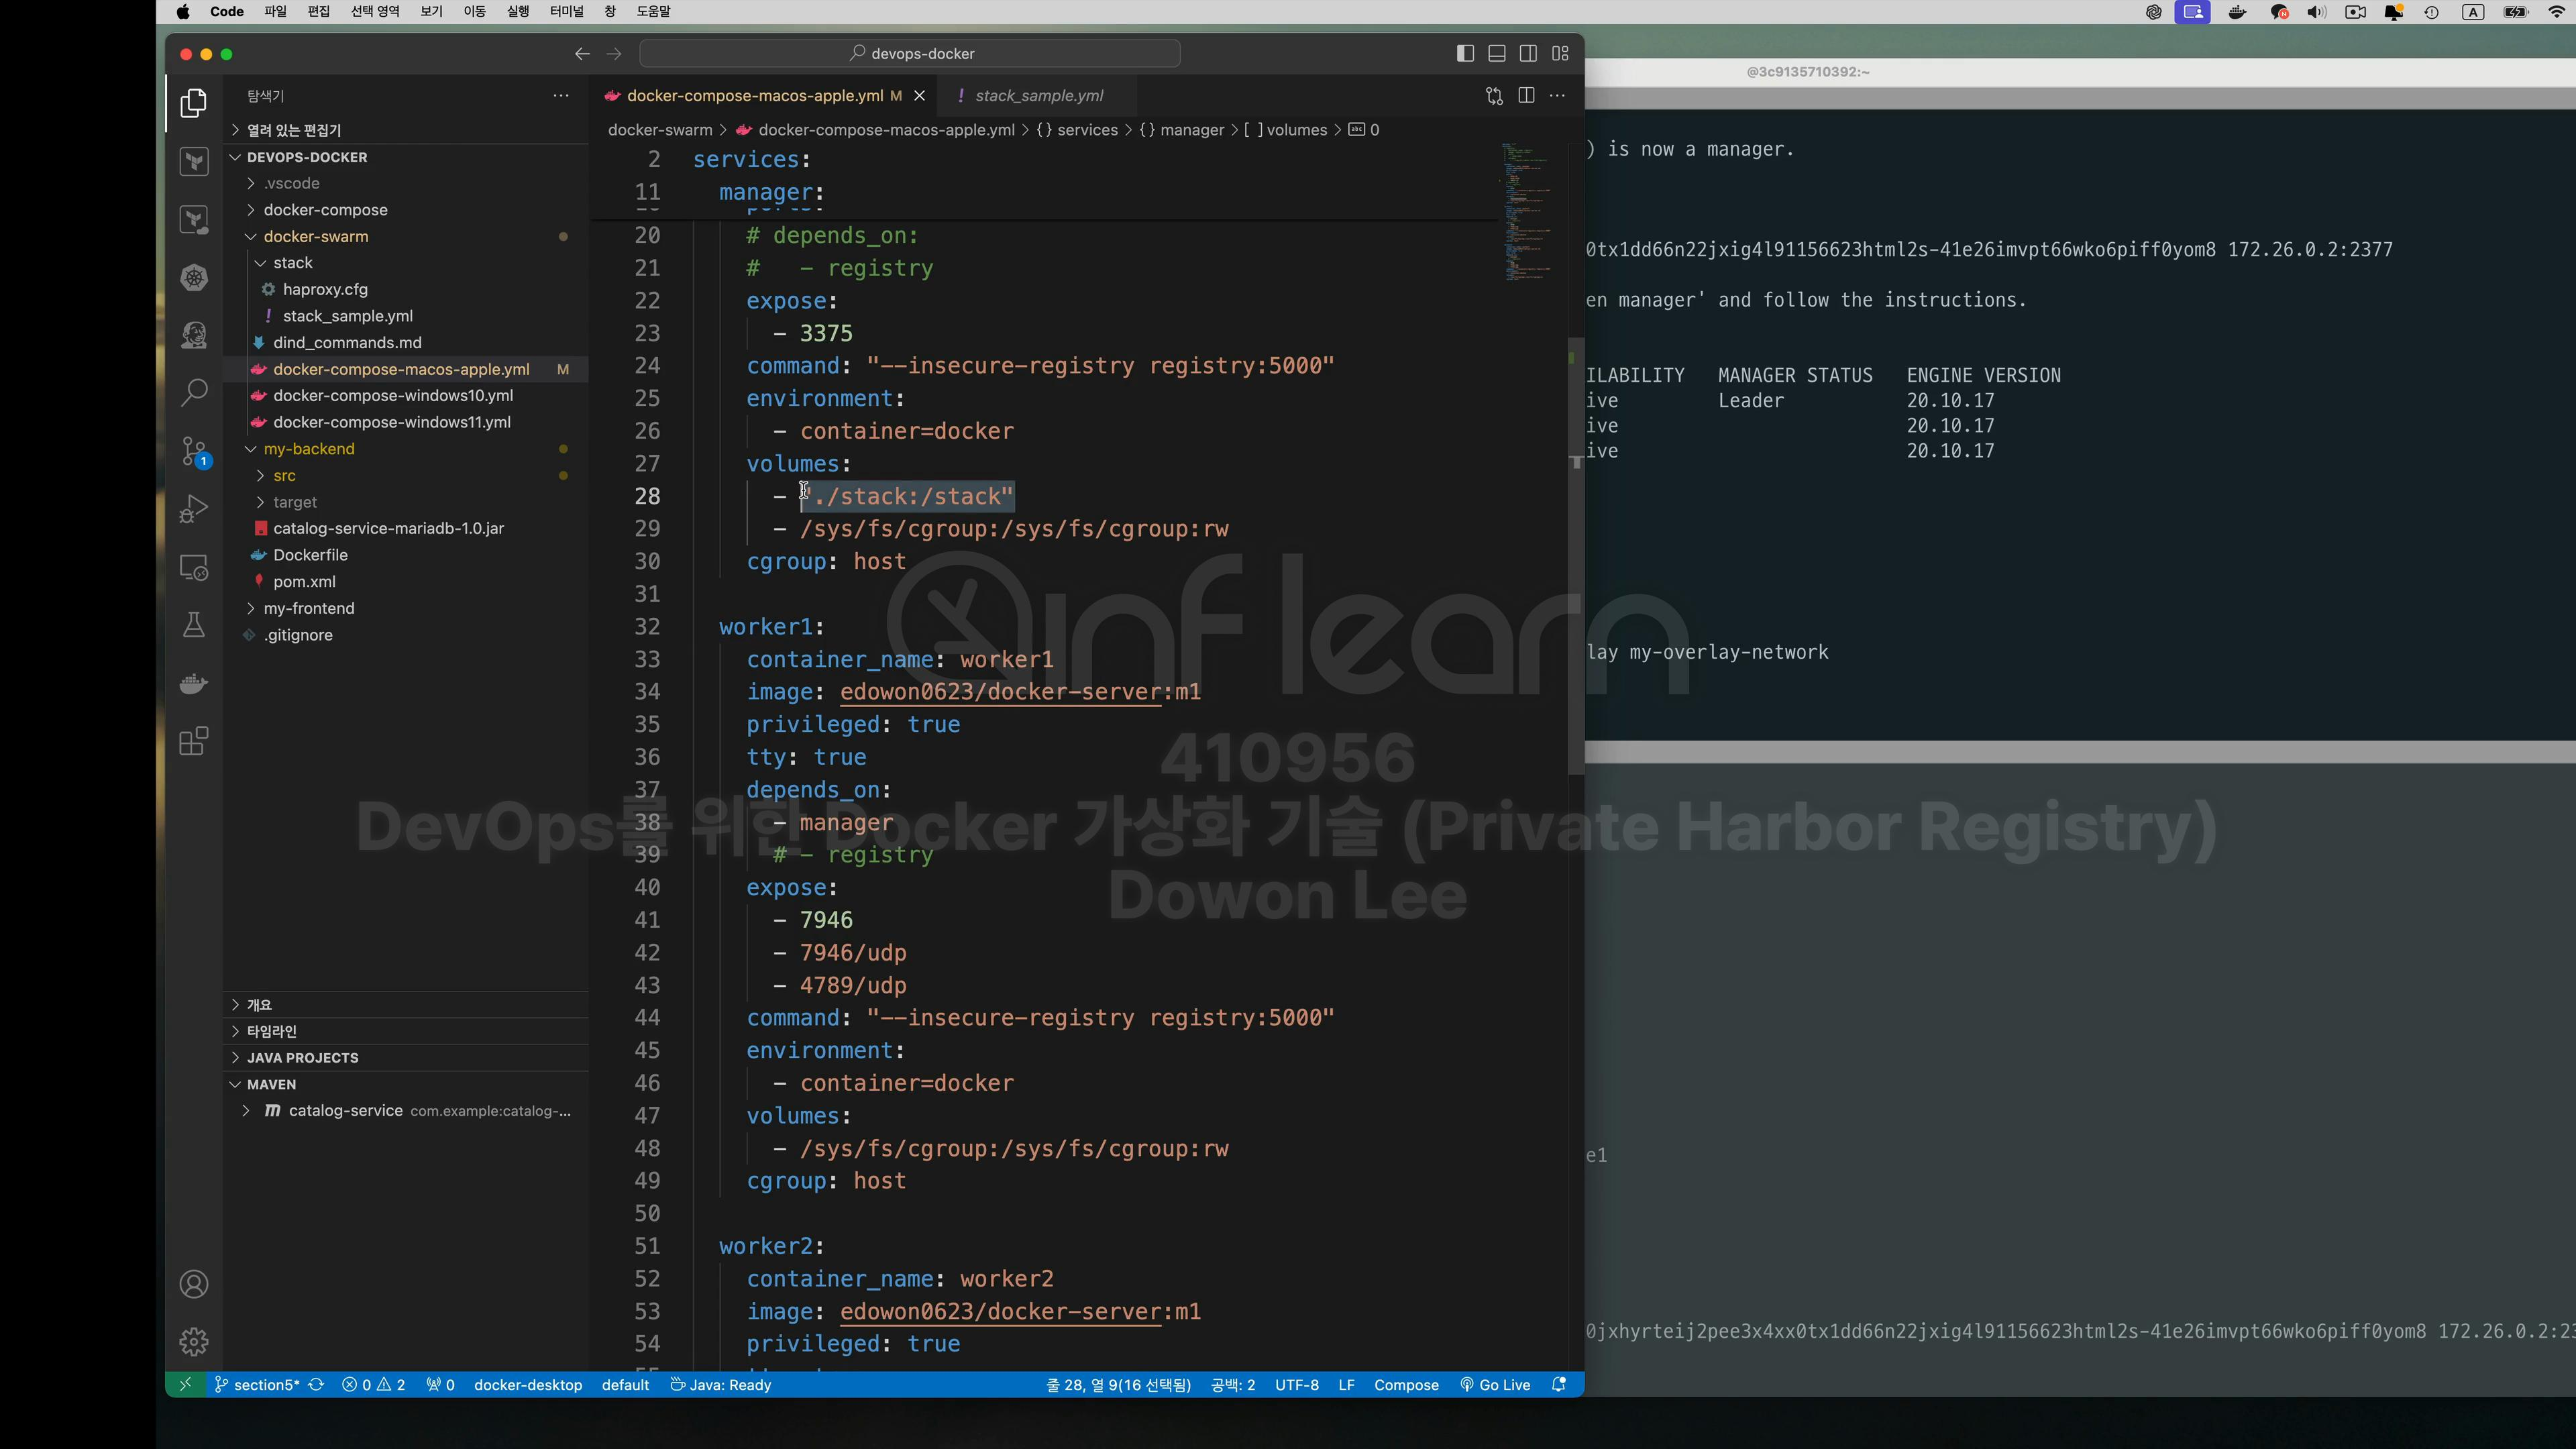 Code 파일 편집 선택 영역 보기 이동 실행 터미널 창 도움말
A
devops-docker
@3c9135710392:~
탐색기
docker-compose-macos-apple.yml M
stack_sample.yml
열려 있는 편집기
docker-swarm > docker-compose-macos-apple.yml > {} services > {} manager > [ ] volumes > abc 0
DEVOPS-DOCKER
.vscode
docker-compose
docker-swarm
stack
haproxy.cfg
stack_sample.yml
dind_commands.md
docker-compose-macos-apple.yml M
docker-compose-windows10.yml
docker-compose-windows11.yml
my-backend
src
target
catalog-service-mariadb-1.0.jar
Dockerfile
pom.xml
my-frontend
.gitignore
개요
타임라인
JAVA PROJECTS
MAVEN
catalog-service com.example:catalog-...
1
2 services:
11 manager:
20 # depends_on:
21 #   - registry
22 expose:
23 - 3375
24 command: "--insecure-registry registry:5000"
25 environment:
26 - container=docker
27 volumes:
28 - "./stack:/stack"
29 - /sys/fs/cgroup:/sys/fs/cgroup:rw
30 cgroup: host
31
32 worker1:
33 container_name: worker1
34 image: edowon0623/docker-server:m1
35 privileged: true
36 tty: true
37 depends_on:
38 - manager
39 # - registry
40 expose:
41 - 7946
42 - 7946/udp
43 - 4789/udp
44 command: "--insecure-registry registry:5000"
45 environment:
46 - container=docker
47 volumes:
48 - /sys/fs/cgroup:/sys/fs/cgroup:rw
49 cgroup: host
50
51 worker2:
52 container_name: worker2
53 image: edowon0623/docker-server:m1
54 privileged: true
) is now a manager.
0tx1dd66n22jxig4l91156623html2s-41e26imvpt66wko6piff0yom8 172.26.0.2:2377
en manager' and follow the instructions.
ILABILITY MANAGER STATUS ENGINE VERSION
ive Leader 20.10.17
ive 20.10.17
ive 20.10.17
lay my-overlay-network
e1
0jxhyrteij2pee3x4xx0tx1dd66n22jxig4l91156623html2s-41e26imvpt66wko6piff0yom8 172.26.0.2:23
inflearn
410956
DevOps를 위한 Docker 가상화 기술 (Private Harbor Registry)
Dowon Lee
section5* 0 2 0 docker-desktop default Java: Ready 줄 28, 열 9(16 선택됨) 공백: 2 UTF-8 LF Compose Go Live